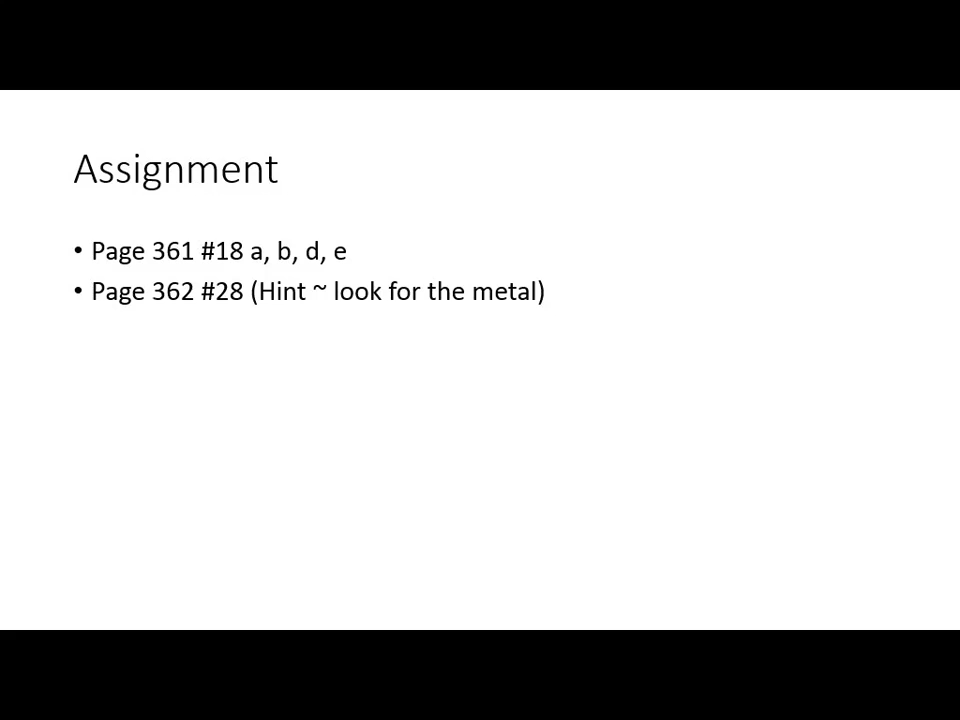 Assignment
• Page 361 #18 a, b, d, e
• Page 362 #28 (Hint ~ look for the metal)